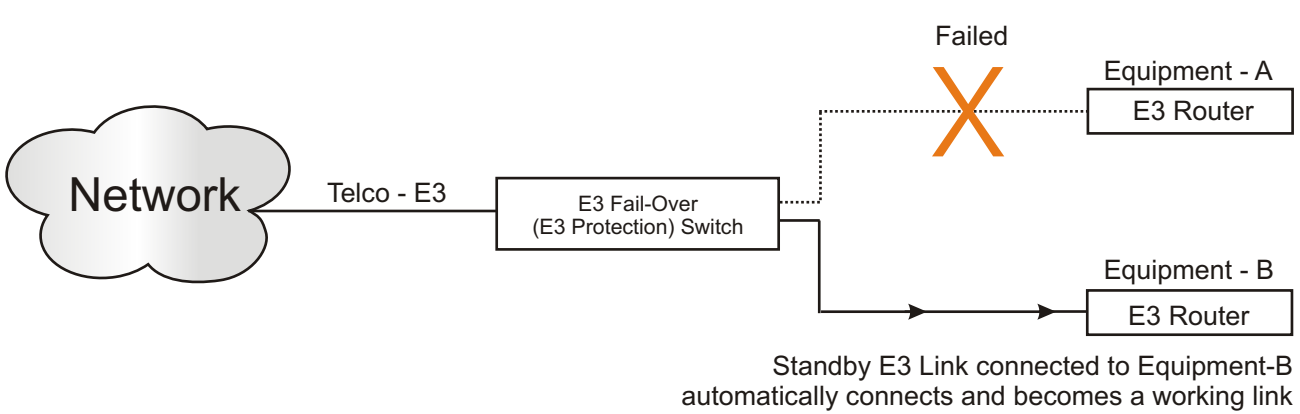 Failed
Equipment - A
E3 Router
Network
Telco - E3
E3 Fail-Over
(E3 Protection) Switch
Equipment - B
E3 Router
Standby E3 Link connected to Equipment-B
automatically connects and becomes a working link